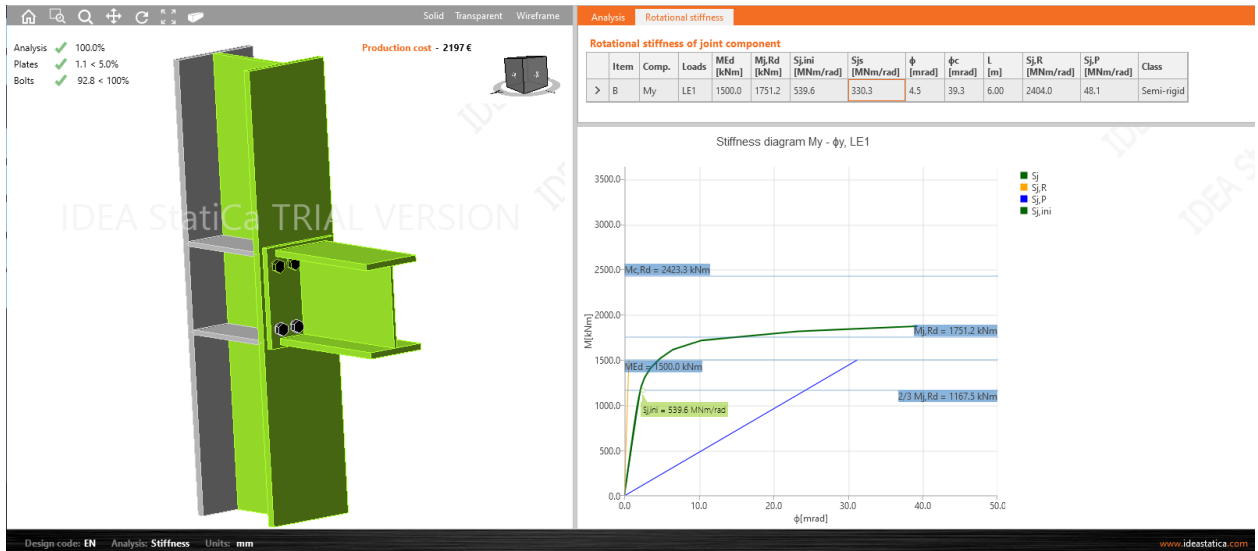 Solid Transparent Wireframe
Analysis 100.0%
Plates 1.1 < 5.0%
Bolts 92.8 < 100%
Production cost - 2197 €
IDEA StatiCa TRIAL VERSION
Analysis Rotational stiffness
Rotational stiffness of joint component
Item Comp. Loads MEd [kNm] Mj,Rd [kNm] Sj,ini [MNm/rad] Sjs [MNm/rad] ϕ [mrad] ϕc [mrad] L [m] Sj,R [MNm/rad] Sj,P [MNm/rad] Class
> B My LE1 1500.0 1751.2 539.6 330.3 4.5 39.3 6.00 2404.0 48.1 Semi-rigid
Stiffness diagram My - ϕy, LE1
Sj
Sj,R
Sj,P
Sj,ini
3500.0
3000.0
2500.0
2000.0
1500.0
1000.0
500.0
0.0
M[kNm]
Mc,Rd = 2423.3 kNm
Mj,Rd = 1751.2 kNm
MEd = 1500.0 kNm
2/3 Mj,Rd = 1167.5 kNm
Sj,ini = 539.6 MNm/rad
0.0 10.0 20.0 30.0 40.0 50.0
ϕ[mrad]
Design code: EN Analysis: Stiffness Units: mm
www.ideastatica.com